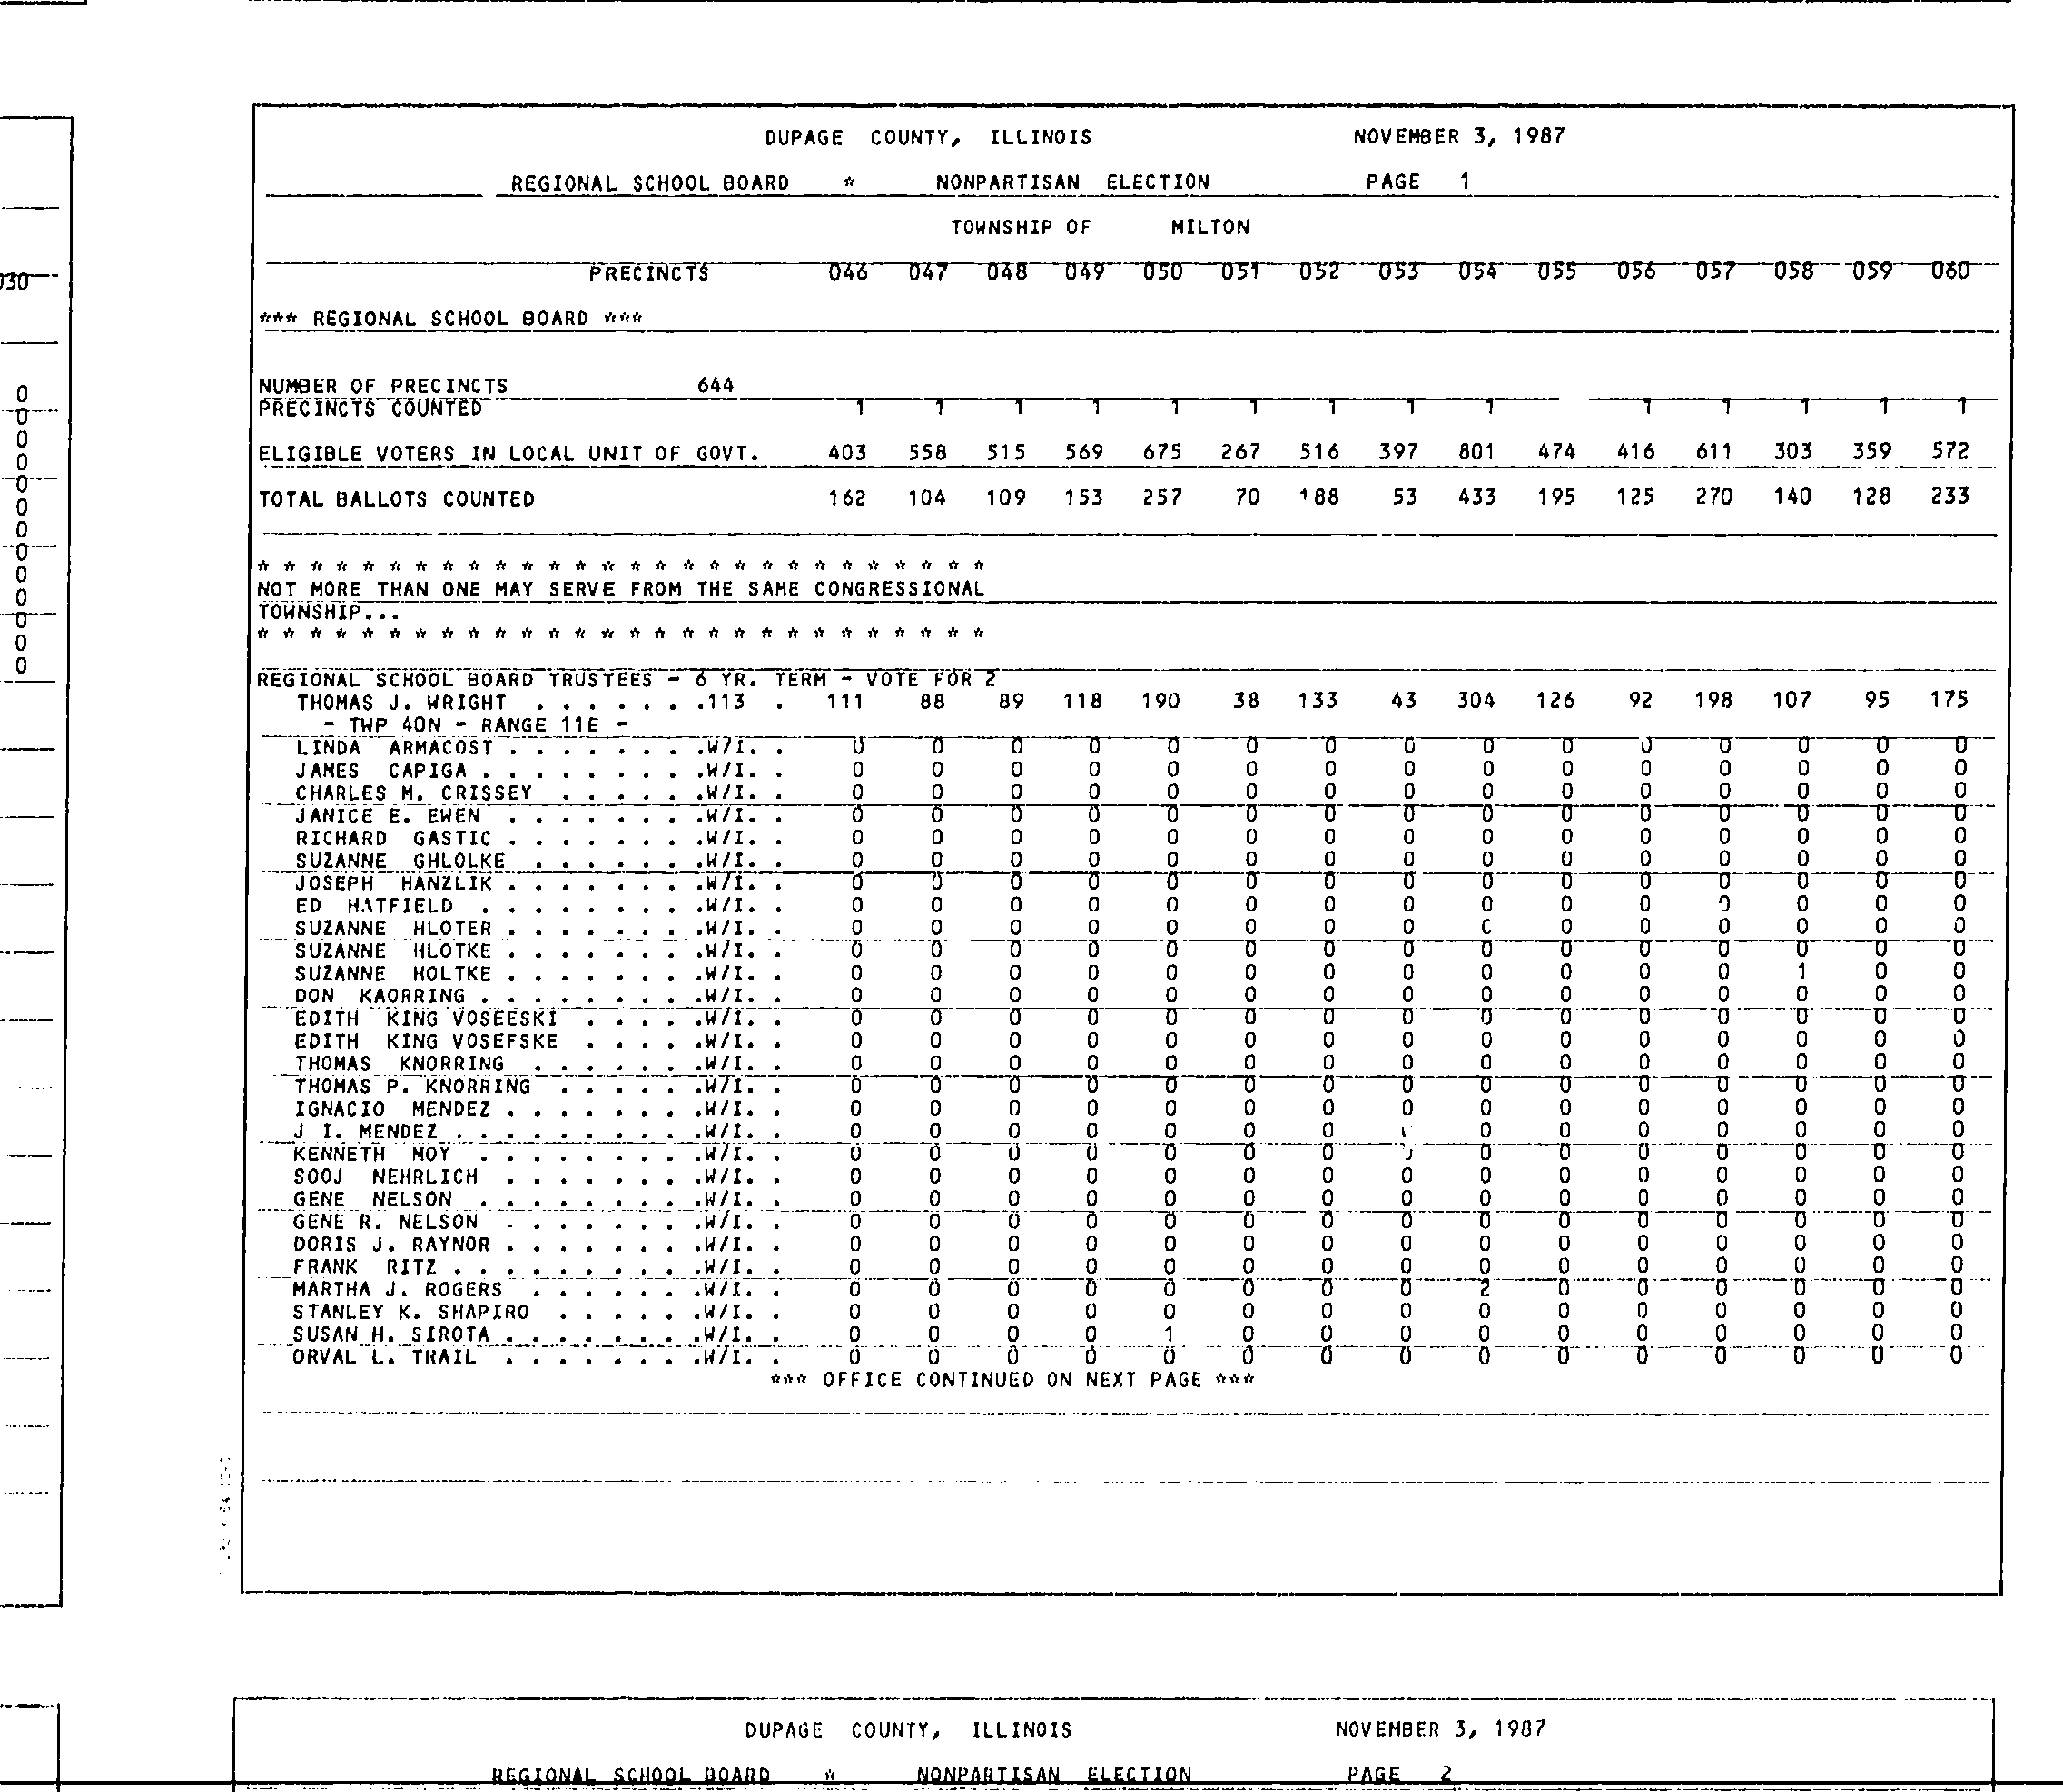 DUPAGE COUNTY, ILLINOIS NOVEMBER 3, 1987
REGIONAL SCHOOL BOARD * NONPARTISAN ELECTION PAGE 1
TOWNSHIP OF MILTON
PRECINCTS 046 047 048 049 050 051 052 053 054 055 056 057 058 059 060
*** REGIONAL SCHOOL BOARD ***
NUMBER OF PRECINCTS 644
PRECINCTS COUNTED 1 1 1 1 1 1 1 1 1 1 1 1 1 1
ELIGIBLE VOTERS IN LOCAL UNIT OF GOVT. 403 558 515 569 675 267 516 397 801 474 416 611 303 359 572
TOTAL BALLOTS COUNTED 162 104 109 153 257 70 188 53 433 195 125 270 140 128 233
* * * * * * * * * * * * * * * * * * * * * * * * * * * *
NOT MORE THAN ONE MAY SERVE FROM THE SAME CONGRESSIONAL
TOWNSHIP...
* * * * * * * * * * * * * * * * * * * * * * * * * * * *
REGIONAL SCHOOL BOARD TRUSTEES - 6 YR. TERM - VOTE FOR 2
THOMAS J. WRIGHT . . . . . . .113 . 111 88 89 118 190 38 133 43 304 126 92 198 107 95 175
- TWP 40N - RANGE 11E -
LINDA ARMACOST . . . . . . . .W/I. . 0 0 0 0 0 0 0 0 0 0 0 0 0 0 0
JAMES CAPIGA . . . . . . . . .W/I. . 0 0 0 0 0 0 0 0 0 0 0 0 0 0 0
CHARLES M. CRISSEY . . . . . .W/I. . 0 0 0 0 0 0 0 0 0 0 0 0 0 0 0
JANICE E. EWEN . . . . . . . .W/I. . 0 0 0 0 0 0 0 0 0 0 0 0 0 0 0
RICHARD GASTIC . . . . . . . .W/I. . 0 0 0 0 0 0 0 0 0 0 0 0 0 0 0
SUZANNE GHLOLKE . . . . . . .W/I. . 0 0 0 0 0 0 0 0 0 0 0 0 0 0 0
JOSEPH HANZLIK . . . . . . . .W/I. . 0 0 0 0 0 0 0 0 0 0 0 0 0 0 0
ED HATFIELD . . . . . . . . .W/I. . 0 0 0 0 0 0 0 0 0 0 0 0 0 0 0
SUZANNE HLOTER . . . . . . . .W/I. . 0 0 0 0 0 0 0 0 0 0 0 0 0 0 0
SUZANNE HLOTKE . . . . . . . .W/I. . 0 0 0 0 0 0 0 0 0 0 0 0 0 0 0
SUZANNE HOLTKE . . . . . . . .W/I. . 0 0 0 0 0 0 0 0 0 0 0 0 1 0 0
DON KAORRING . . . . . . . . .W/I. . 0 0 0 0 0 0 0 0 0 0 0 0 0 0 0
EDITH KING VOSEESKI . . . . .W/I. . 0 0 0 0 0 0 0 0 0 0 0 0 0 0 0
EDITH KING VOSEFSKE . . . . .W/I. . 0 0 0 0 0 0 0 0 0 0 0 0 0 0 0
THOMAS KNORRING . . . . . . .W/I. . 0 0 0 0 0 0 0 0 0 0 0 0 0 0 0
THOMAS P. KNORRING . . . . . .W/I. . 0 0 0 0 0 0 0 0 0 0 0 0 0 0 0
IGNACIO MENDEZ . . . . . . . .W/I. . 0 0 0 0 0 0 0 0 0 0 0 0 0 0 0
J I. MENDEZ . . . . . . . . . .W/I. . 0 0 0 0 0 0 0 0 0 0 0 0 0 0
KENNETH MOY . . . . . . . . .W/I. . 0 0 0 0 0 0 0 0 0 0 0 0 0 0
SOOJ NEHRLICH . . . . . . . .W/I. . 0 0 0 0 0 0 0 0 0 0 0 0 0 0 0
GENE NELSON . . . . . . . . .W/I. . 0 0 0 0 0 0 0 0 0 0 0 0 0 0 0
GENE R. NELSON . . . . . . . .W/I. . 0 0 0 0 0 0 0 0 0 0 0 0 0 0 0
DORIS J. RAYNOR . . . . . . . .W/I. . 0 0 0 0 0 0 0 0 0 0 0 0 0 0 0
FRANK RITZ . . . . . . . . . .W/I. . 0 0 0 0 0 0 0 0 0 0 0 0 0 0 0
MARTHA J. ROGERS . . . . . . .W/I. . 0 0 0 0 0 0 0 0 2 0 0 0 0 0 0
STANLEY K. SHAPIRO . . . . . .W/I. . 0 0 0 0 0 0 0 0 0 0 0 0 0 0 0
SUSAN H. SIROTA . . . . . . . .W/I. . 0 0 0 0 1 0 0 0 0 0 0 0 0 0 0
ORVAL L. TRAIL . . . . . . . .W/I. . 0 0 0 0 0 0 0 0 0 0 0 0 0 0 0
*** OFFICE CONTINUED ON NEXT PAGE ***
030
0
0
0
0
0
0
0
0
0
0
0
0
0
DUPAGE COUNTY, ILLINOIS NOVEMBER 3, 1987
REGIONAL SCHOOL BOARD * NONPARTISAN ELECTION PAGE 2